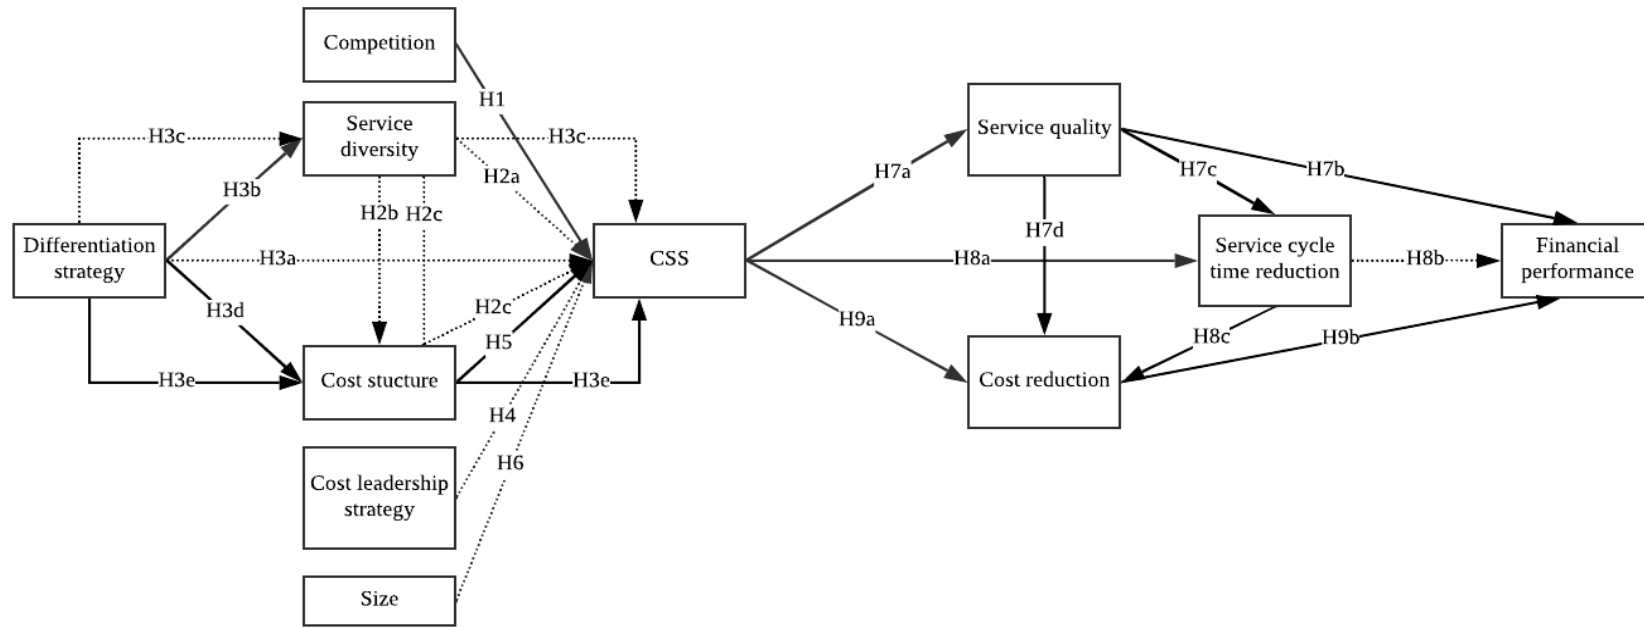 Competition
H1
Service
diversity
H3c
H3c
H2a
H3b
H2b
H2c
Differentiation
strategy
H3a
H3d
H2c
H5
H3e
Cost stucture
H3e
H4
Cost leadership
strategy
H6
Size
CSS
H7a
Service quality
H7c
H7b
H7d
H8a
Service cycle
time reduction
H8b
Financial
performance
H9a
H8c
H9b
Cost reduction